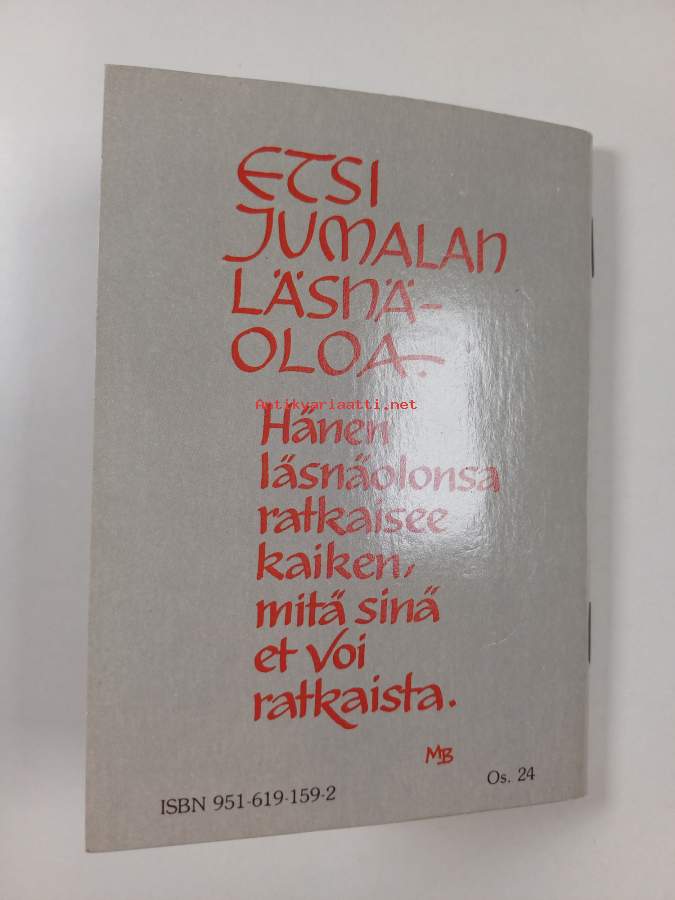 ETSI
JUMALAN
LÄSNÄ-
OLOA.
Antikvariaatti.net
Hänen
läsnäolonsa
ratkaisee
kaiken,
mitä sinä
et voi
ratkaista.
MB
Os. 24
ISBN 951-619-159-2